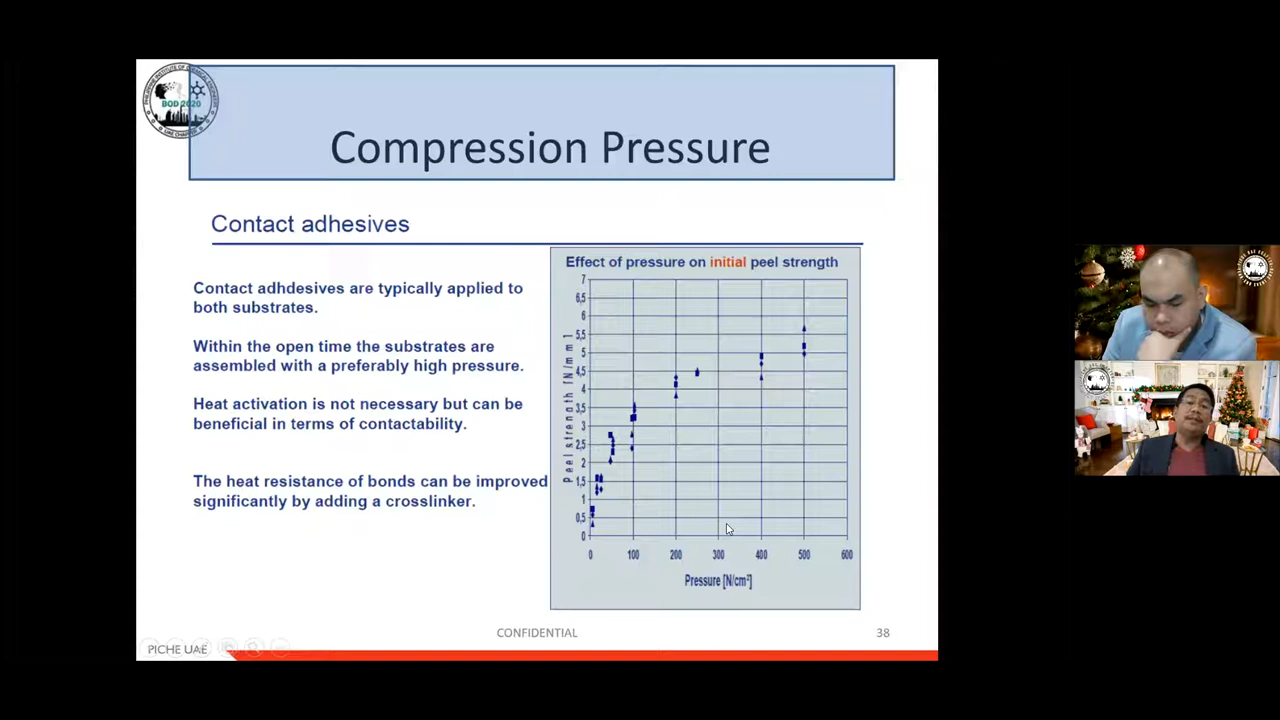 BOD 2020
Compression Pressure
Contact adhesives
Contact adhdesives are typically applied to
both substrates.
Within the open time the substrates are
assembled with a preferably high pressure.
Heat activation is not necessary but can be
beneficial in terms of contactability.
The heat resistance of bonds can be improved
significantly by adding a crosslinker.
Effect of pressure on initial peel strength
7
6,5
6
5,5
5
4,5
4
3,5
3
2,5
2
1,5
1
0,5
0
Peel strength [N/mm]
0 100 200 300 400 500 600
Pressure [N/cm²]
CONFIDENTIAL
38
PICHE UAE